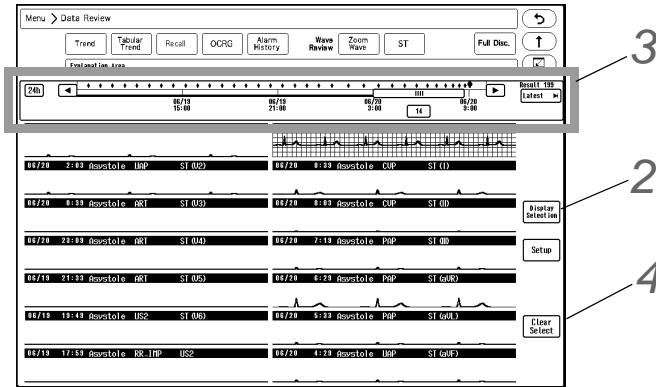 Menu > Data Review
Trend
Tabular Trend
Recall
OCRG
Alarm History
Wave Review
Zoom Wave
ST
Full Disc.
Explanation Area
24h
Result 199
Latest
06/19 15:00
06/19 21:00
06/20 3:00
06/20 9:00
14
3
06/20 2:03 Asystole UAP ST (V2)
06/20 8:39 Asystole CVP ST (I)
06/20 0:39 Asystole ART ST (V3)
06/20 8:03 Asystole CVP ST (II)
2
Display Selection
06/20 23:09 Asystole ART ST (V4)
06/20 7:19 Asystole PAP ST (III)
Setup
06/19 21:33 Asystole ART ST (V5)
06/20 6:29 Asystole PAP ST (aVR)
4
06/19 19:49 Asystole US2 ST (V6)
06/20 5:33 Asystole PAP ST (aVL)
Clear Select
06/19 17:59 Asystole RR_IMP US2
06/20 4:29 Asystole UAP ST (aVF)